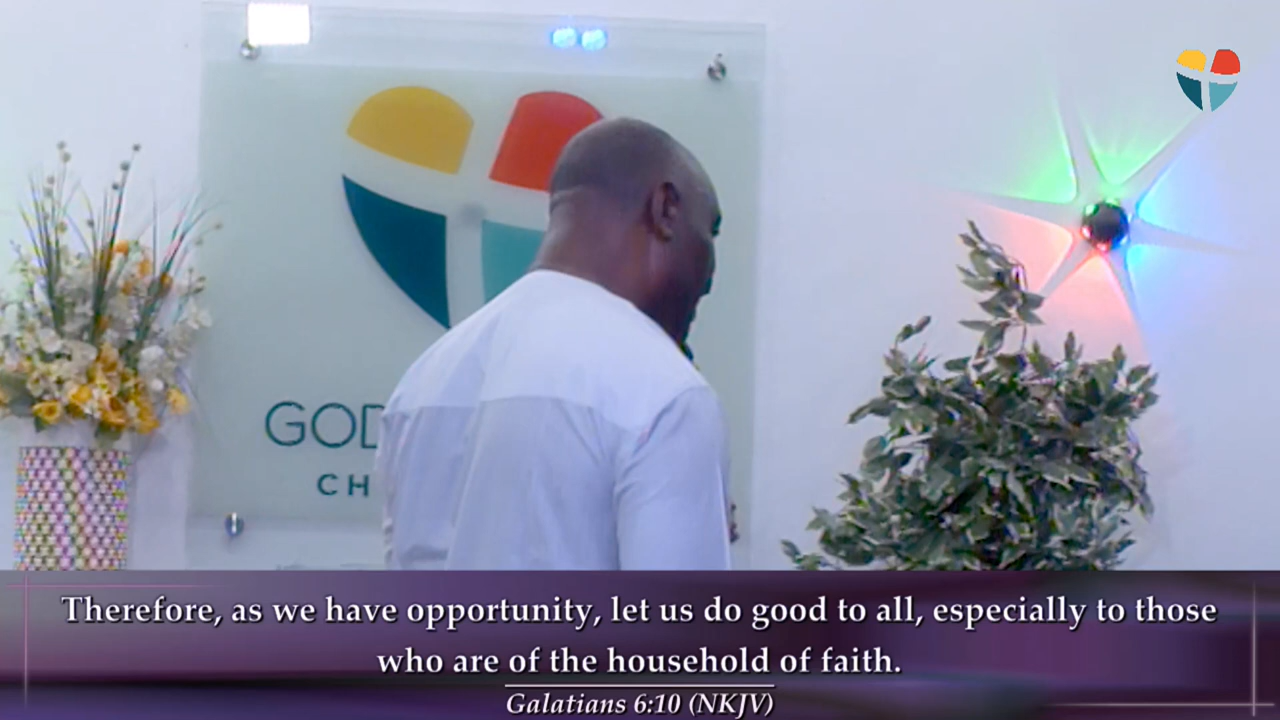 GOD
CH
Therefore, as we have opportunity, let us do good to all, especially to those
who are of the household of faith.
Galatians 6:10 (NKJV)